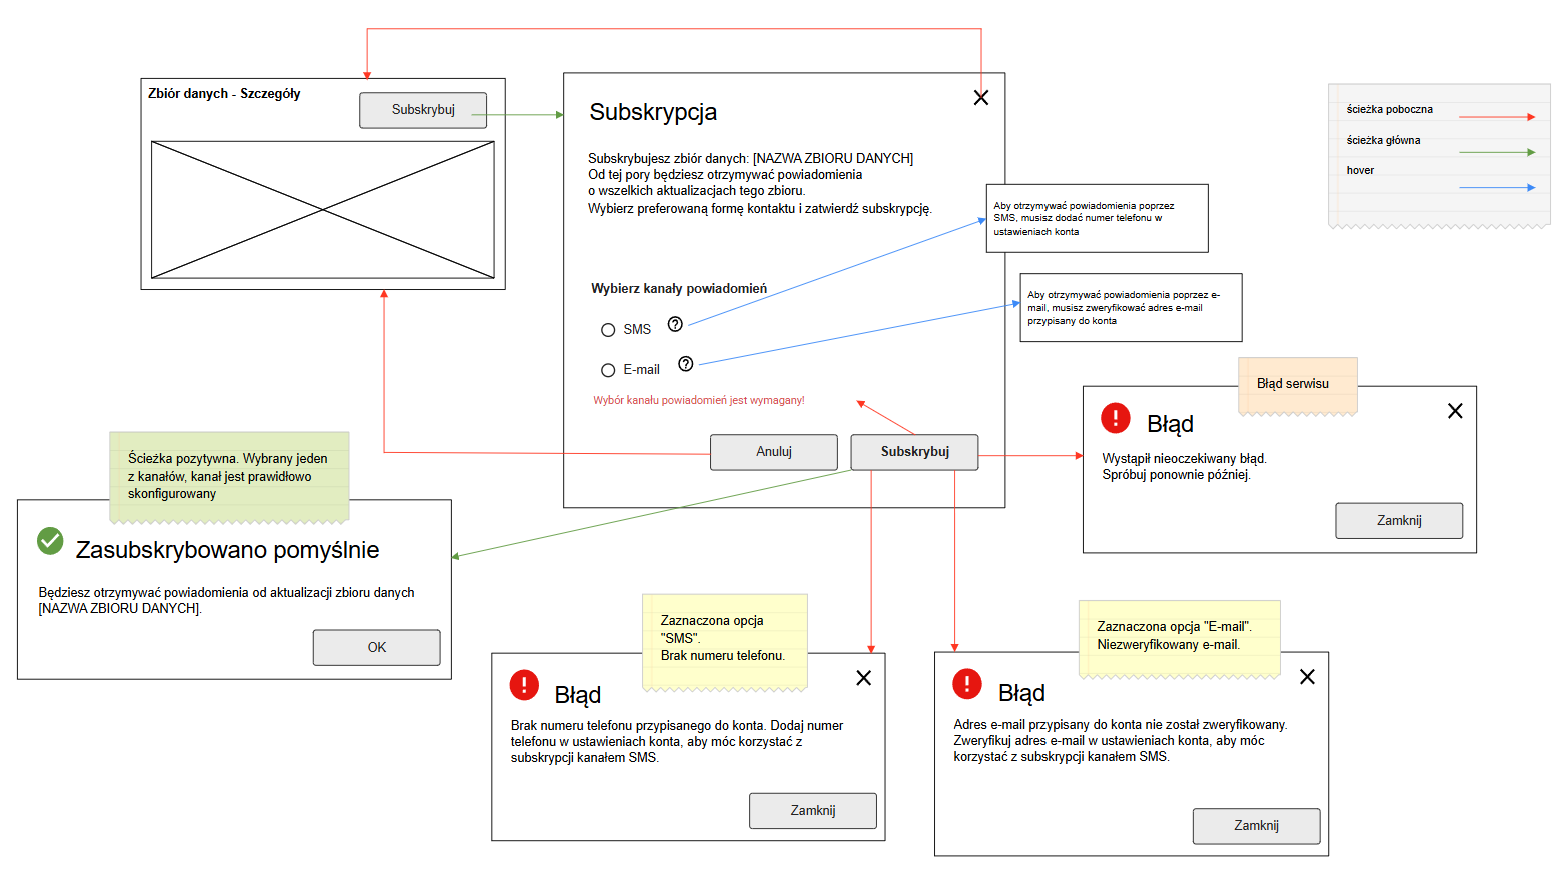 Zbiór danych - Szczegóły
Subskrybuj
Subskrypcja
Subskrybujesz zbiór danych: [NAZWA ZBIORU DANYCH]
Od tej pory będziesz otrzymywać powiadomienia
o wszelkich aktualizacjach tego zbioru.
Wybierz preferowaną formę kontaktu i zatwierdź subskrypcję.
Wybierz kanały powiadomień
SMS
?
E-mail
?
Wybór kanału powiadomień jest wymagany!
Anuluj
Subskrybuj
Aby otrzymywać powiadomienia poprzez
SMS, musisz dodać numer telefonu w
ustawieniach konta
Aby otrzymywać powiadomienia poprzez e-
mail, musisz zweryfikować adres e-mail
przypisany do konta
ścieżka poboczna
ścieżka główna
hover
Błąd serwisu
Błąd
Wystąpił nieoczekiwany błąd.
Spróbuj ponownie później.
Zamknij
Ścieżka pozytywna. Wybrany jeden
z kanałów, kanał jest prawidłowo
skonfigurowany
Zasubskrybowano pomyślnie
Będziesz otrzymywać powiadomienia od aktualizacji zbioru danych
[NAZWA ZBIORU DANYCH].
OK
Zaznaczona opcja
"SMS".
Brak numeru telefonu.
Błąd
Brak numeru telefonu przypisanego do konta. Dodaj numer
telefonu w ustawieniach konta, aby móc korzystać z
subskrypcji kanałem SMS.
Zamknij
Zaznaczona opcja "E-mail".
Niezweryfikowany e-mail.
Błąd
Adres e-mail przypisany do konta nie został zweryfikowany.
Zweryfikuj adres e-mail w ustawieniach konta, aby móc
korzystać z subskrypcji kanałem SMS.
Zamknij